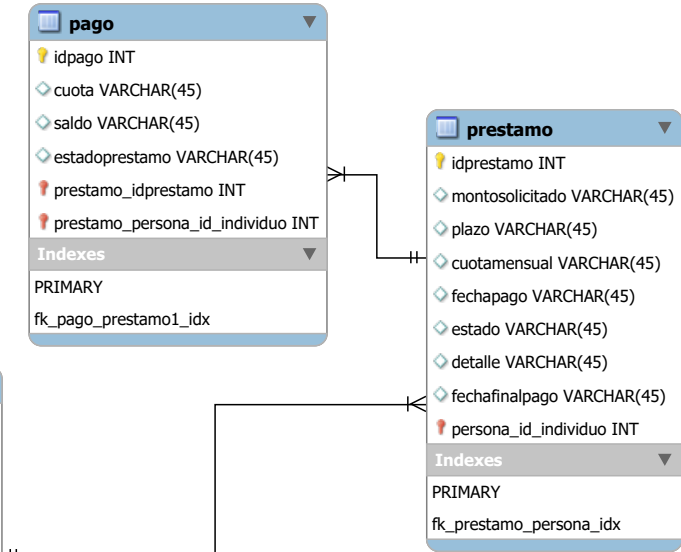 pago
idpago INT
cuota VARCHAR(45)
saldo VARCHAR(45)
estadoprestamo VARCHAR(45)
prestamo_idprestamo INT
prestamo_persona_id_individuo INT
Indexes
PRIMARY
fk_pago_prestamo1_idx
prestamo
idprestamo INT
montosolicitado VARCHAR(45)
plazo VARCHAR(45)
cuotamensual VARCHAR(45)
fechapago VARCHAR(45)
estado VARCHAR(45)
detalle VARCHAR(45)
fechafinalpago VARCHAR(45)
persona_id_individuo INT
Indexes
PRIMARY
fk_prestamo_persona_idx